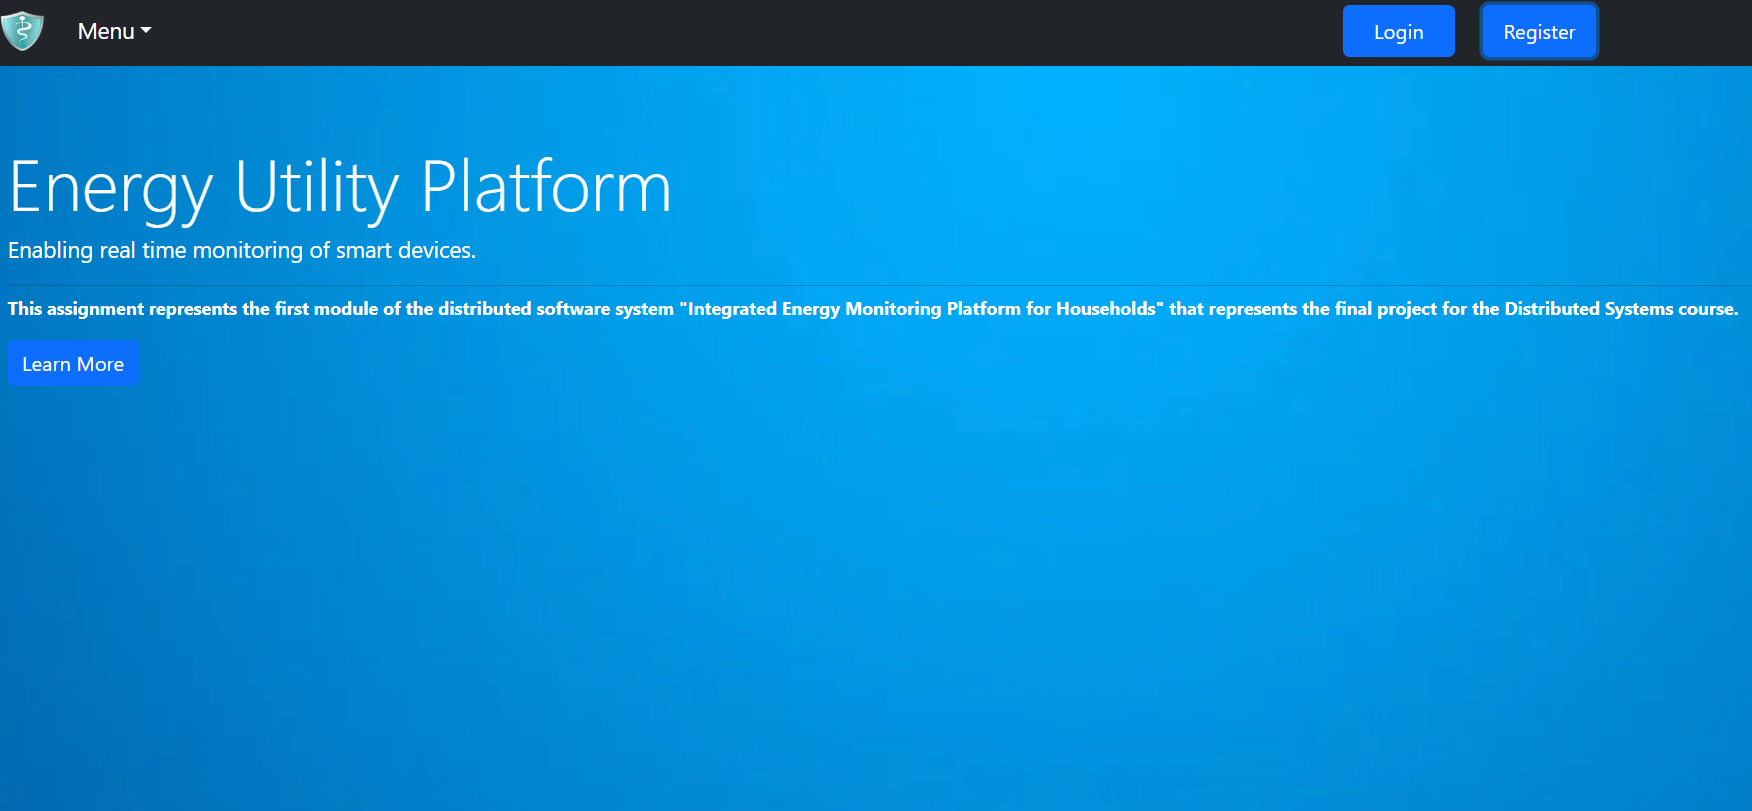 Menu
Login
Register
Energy Utility Platform
Enabling real time monitoring of smart devices.
This assignment represents the first module of the distributed software system "Integrated Energy Monitoring Platform for Households" that represents the final project for the Distributed Systems course.
Learn More